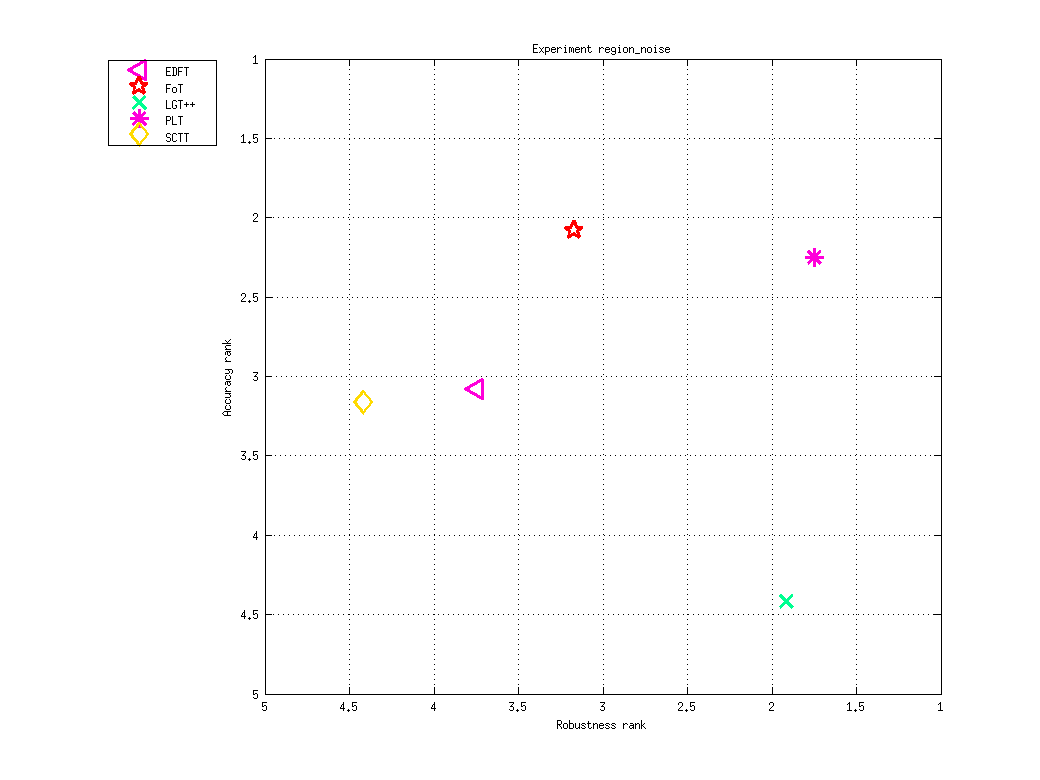 Experiment region_noise
EDFT
FoT
LGT++
PLT
SCTT
1
1.5
2
2.5
3
3.5
4
4.5
5
Accuracy rank
5
4.5
4
3.5
3
2.5
2
1.5
1
Robustness rank